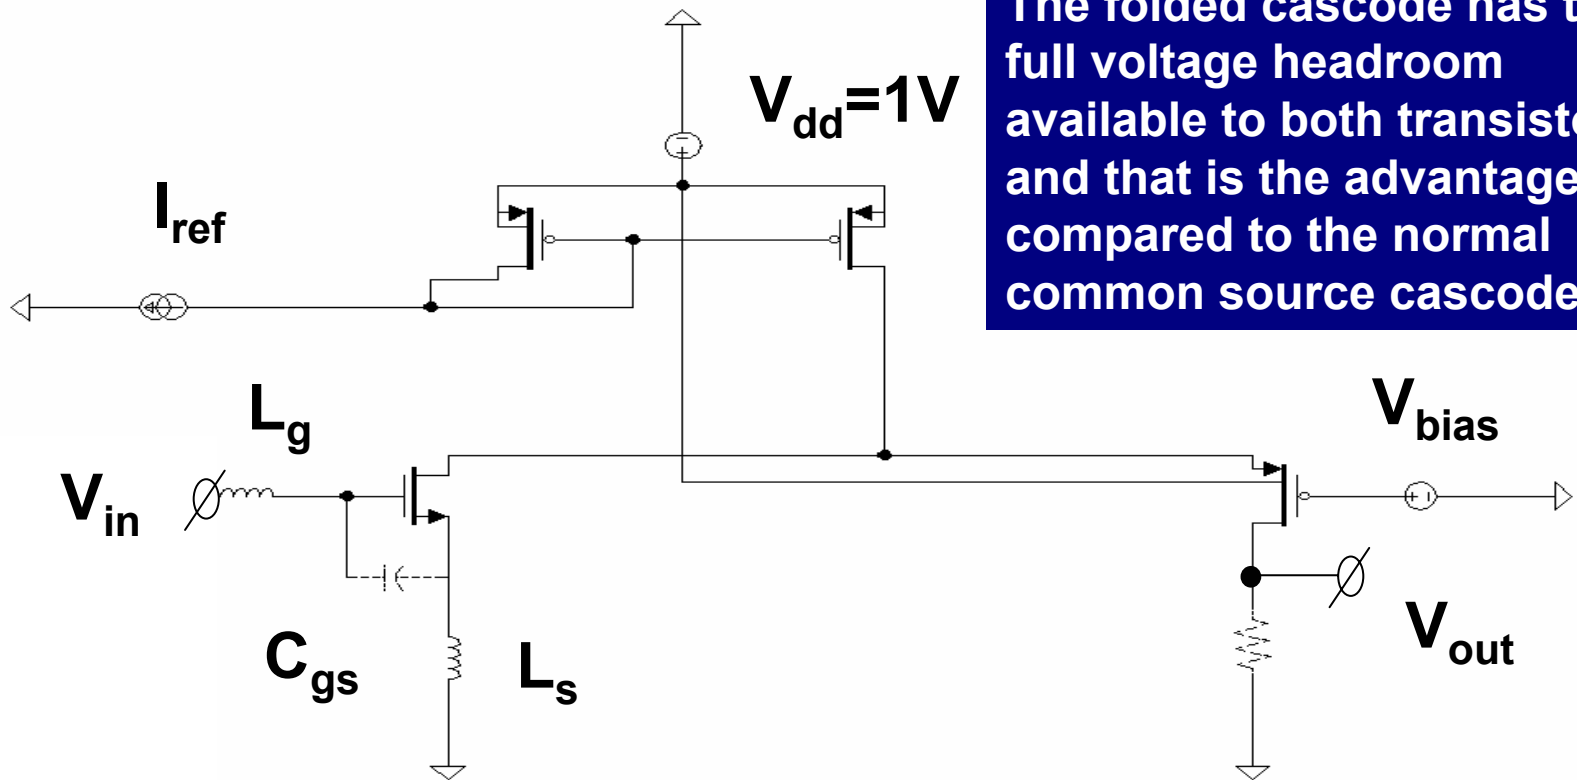 The folded cascode has
full voltage headroom
available to both
and that is the advantage
compared to the normal
common source cascode
Vdd=1V
Iref
Lg
Vbias
Vin
Cgs
Ls
Vout